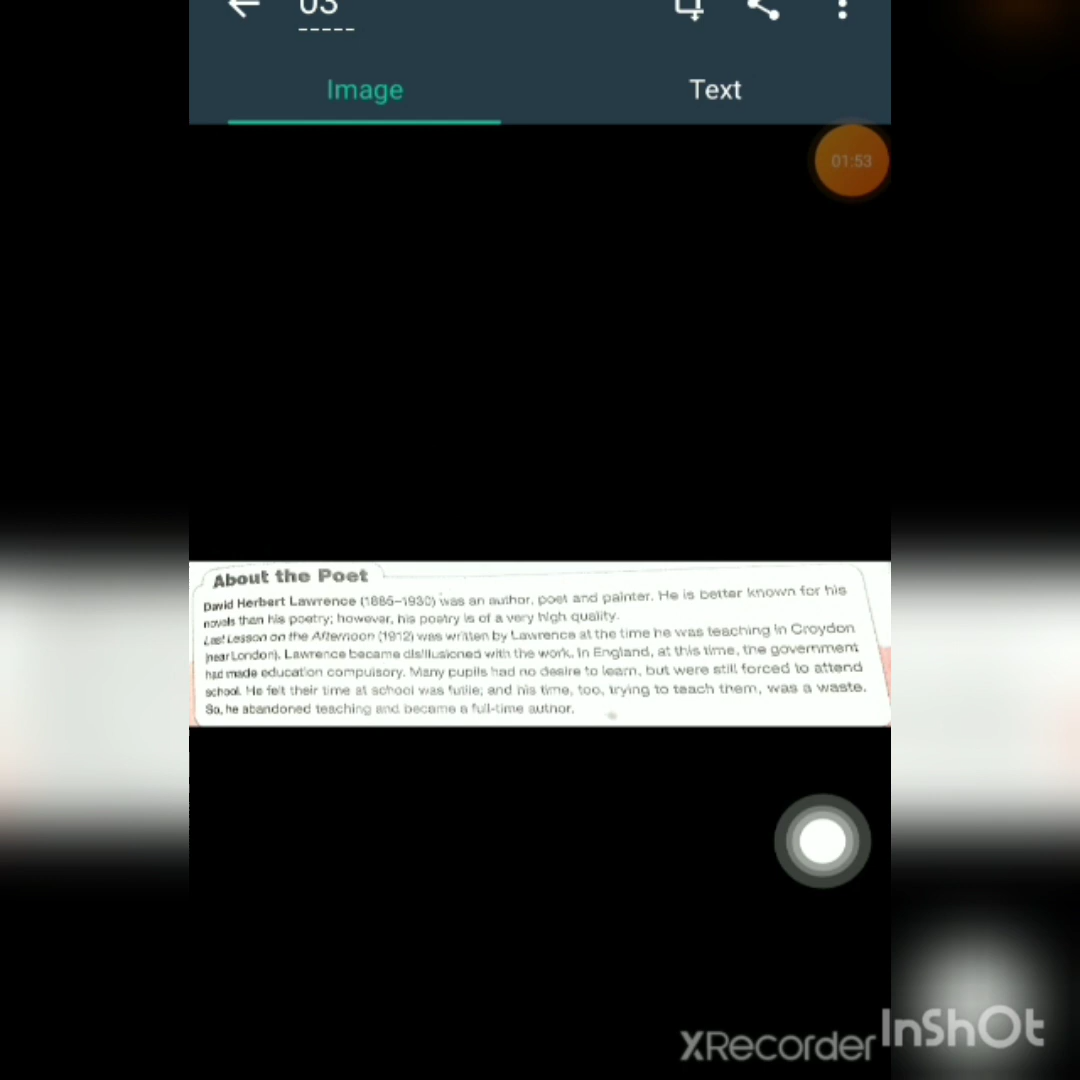 03
Image
Text
01:53
About the Poet
David Herbert Lawrence (1885–1930) was an author, poet and painter. He is better known for his
novels than his poetry; however, his poetry is of a very high quality.
Last Lesson on the Afternoon (1912) was written by Lawrence at the time he was teaching in Croydon
(near London). Lawrence became disillusioned with the work. In England, at this time, the government
had made education compulsory. Many pupils had no desire to learn, but were still forced to attend
school. He felt their time at school was futile; and his time, too, trying to teach them, was a waste.
So, he abandoned teaching and became a full-time author.
XRecorder
InShOt